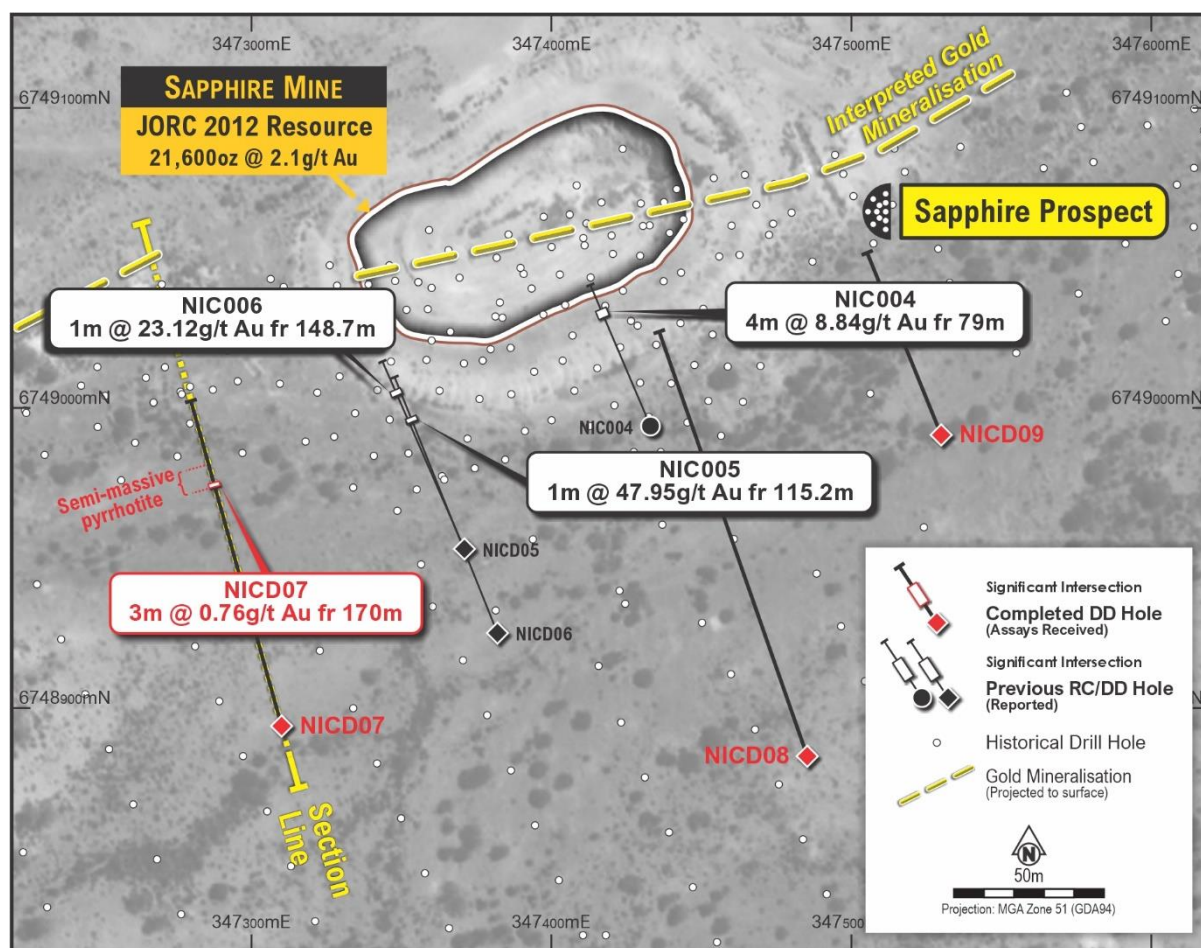 347300mE
347400mE
347500mE
347600mE
6749100mN
6749100mN
SAPPHIRE MINE
JORC 2012 Resource
21,600oz @ 2.1g/t Au
Interpreted Gold
Mineralisation
Sapphire Prospect
NIC006
1m @ 23.12g/t Au fr 148.7m
NIC004
4m @ 8.84g/t Au fr 79m
6749000mN
6749000mN
NIC004
NICD09
NIC005
1m @ 47.95g/t Au fr 115.2m
Semi-massive
pyrrhotite
NICD05
NICD07
3m @ 0.76g/t Au fr 170m
NICD06
6748900mN
NICD07
NICD08
Section
Line
Significant Intersection
Completed DD Hole
(Assays Received)
Significant Intersection
Previous RC/DD Hole
(Reported)
Historical Drill Hole
Gold Mineralisation
(Projected to surface)
N
50m
Projection: MGA Zone 51 (GDA94)
347300mE
347400mE
347500mE